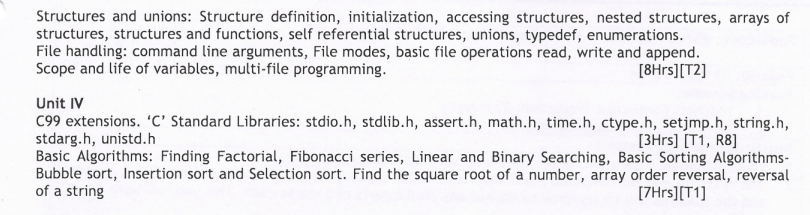 Structures and unions: Structure definition, initialization, accessing structures, nested structures, arrays of
structures, structures and functions, self referential structures, unions, typedef, enumerations.
File handling: command line arguments, File modes, basic file operations read, write and append.
Scope and life of variables, multi-file programming. [8Hrs][T2]
Unit IV
C99 extensions. 'C' Standard Libraries: stdio.h, stdlib.h, assert.h, math.h, time.h, ctype.h, setjmp.h, string.h,
stdarg.h, unistd.h [3Hrs] [T1, R8]
Basic Algorithms: Finding Factorial, Fibonacci series, Linear and Binary Searching, Basic Sorting Algorithms-
Bubble sort, Insertion sort and Selection sort. Find the square root of a number, array order reversal, reversal
of a string [7Hrs][T1]